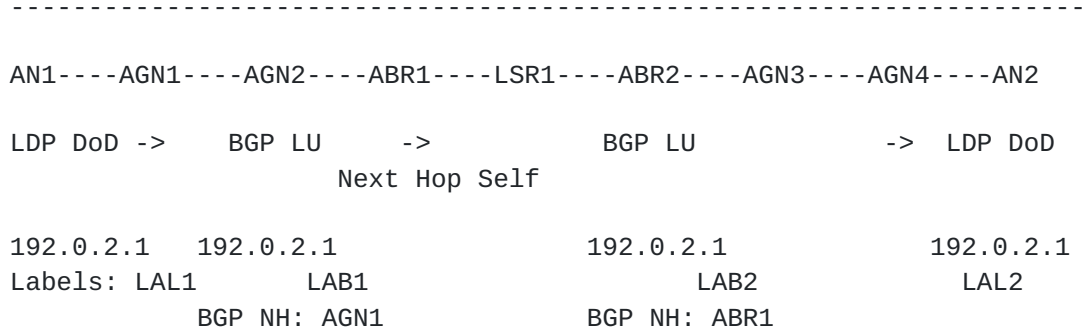 -----------------------------------------------------------------
AN1----AGN1----AGN2----ABR1----LSR1----ABR2----AGN3----AGN4----AN2
LDP DoD -> BGP LU -> BGP LU -> LDP DoD
Next Hop Self
192.0.2.1 192.0.2.1 192.0.2.1 192.0.2.1
Labels: LAL1 LAB1 LAB2 LAL2
BGP NH: AGN1 BGP NH: ABR1